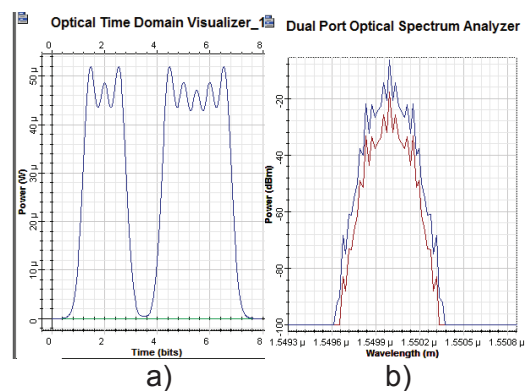 Optical Time Domain Visualizer_1
0 2 4 6 8
Power (W)
50 µ
40 µ
30 µ
20 µ
10 µ
0
0 2 4 6 8
Time (bits)
a)
Dual Port Optical Spectrum Analyzer
Power (dBm)
-20
-40
-60
-80
-100
1.5493 µ 1.5496 µ 1.5499 µ 1.5502 µ 1.5505 µ 1.5508 µ
Wavelength (m)
b)